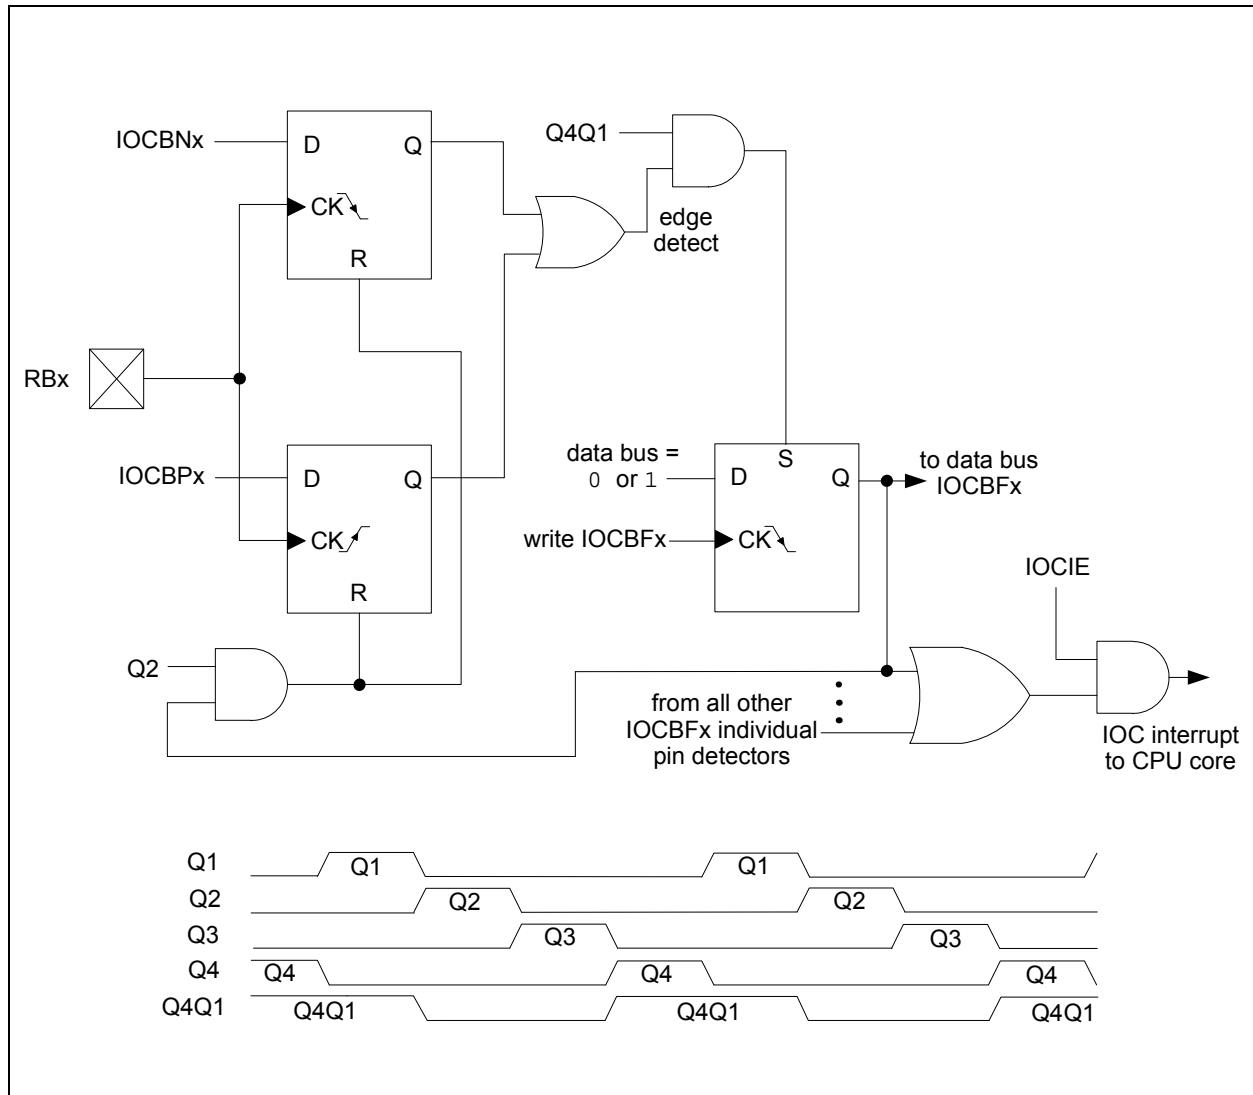 IOCBNx
D
Q
CK
R
Q4Q1
edge
detect
RBx
IOCBPx
D
Q
CK
R
data bus =
0 or 1
D
S
Q
to data bus
IOCBFx
write IOCBFx
CK
IOCIE
Q2
from all other
IOCBFx individual
pin detectors
IOC interrupt
to CPU core
Q1
Q1
Q1
Q2
Q2
Q2
Q3
Q3
Q3
Q4
Q4
Q4
Q4
Q4Q1
Q4Q1
Q4Q1
Q4Q1